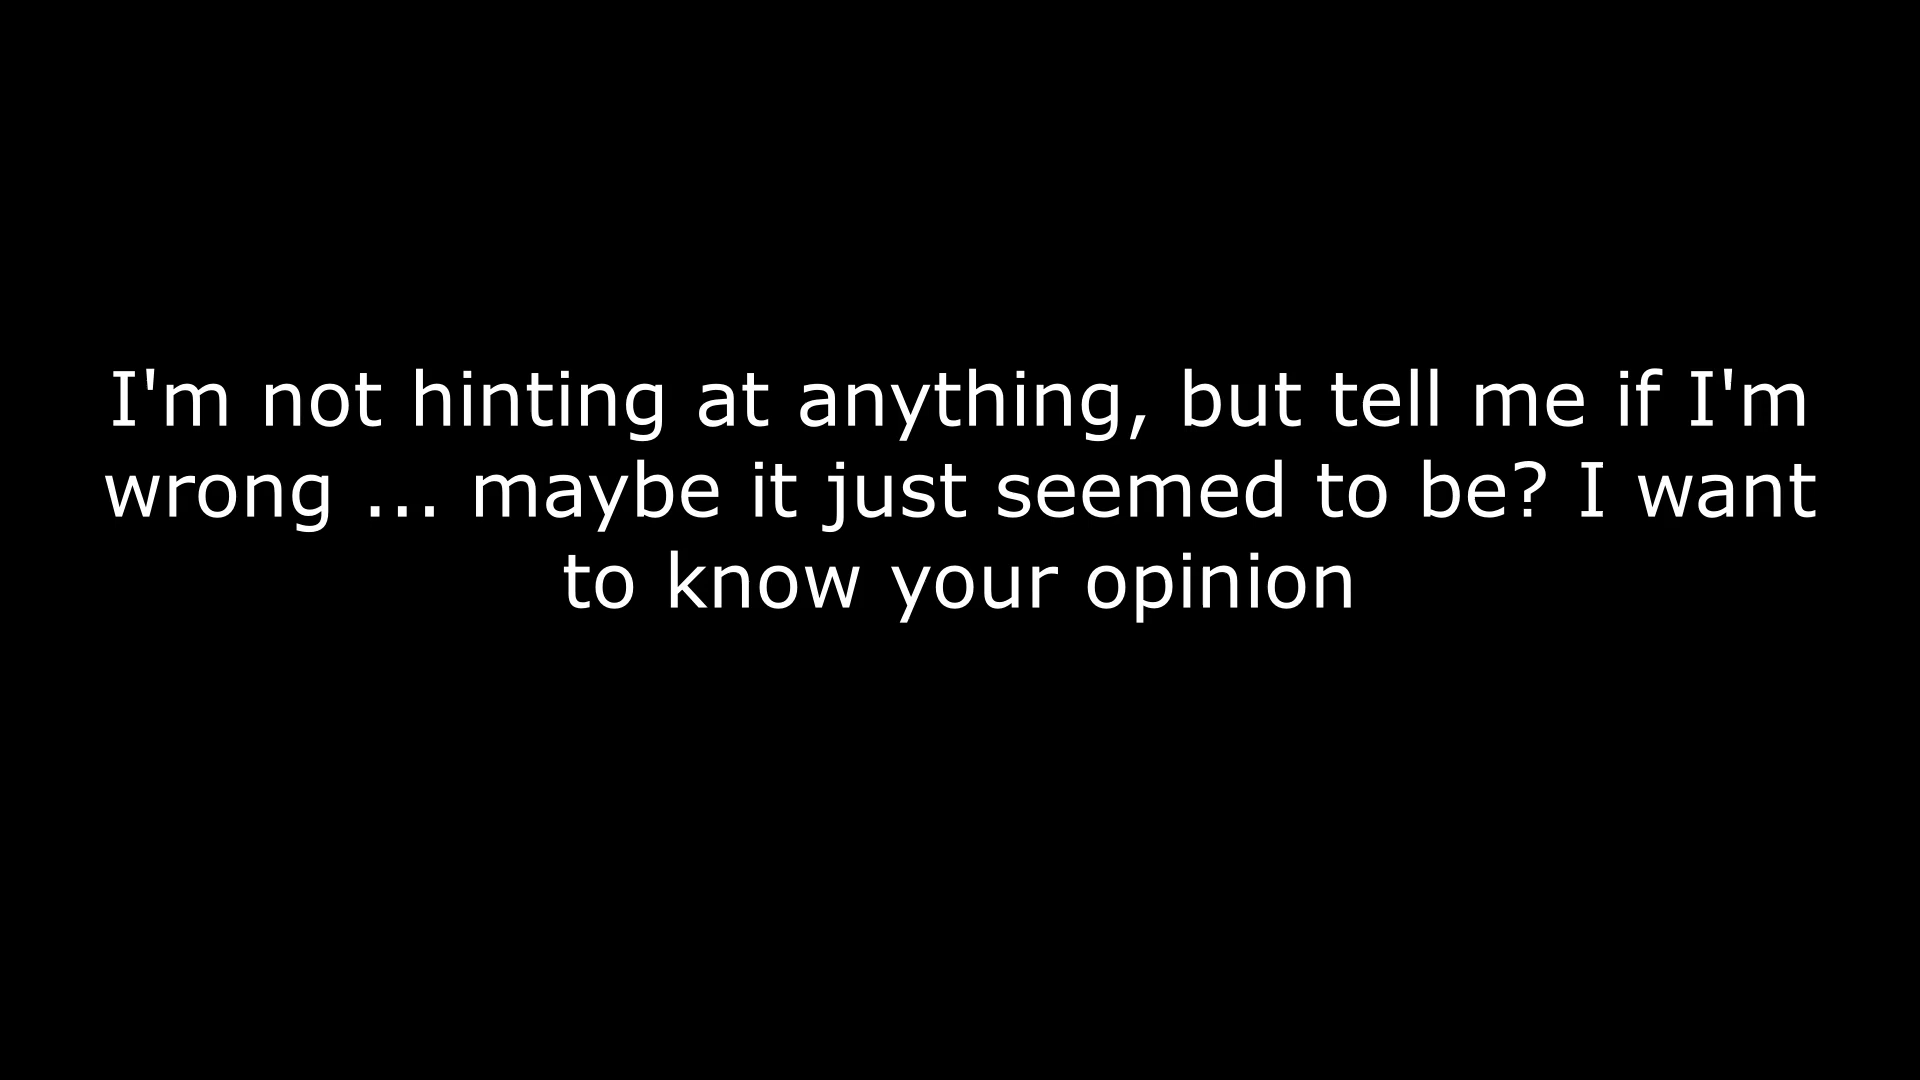 I'm not hinting at anything, but tell me if I'm
wrong ... maybe it just seemed to be? I want
to know your opinion